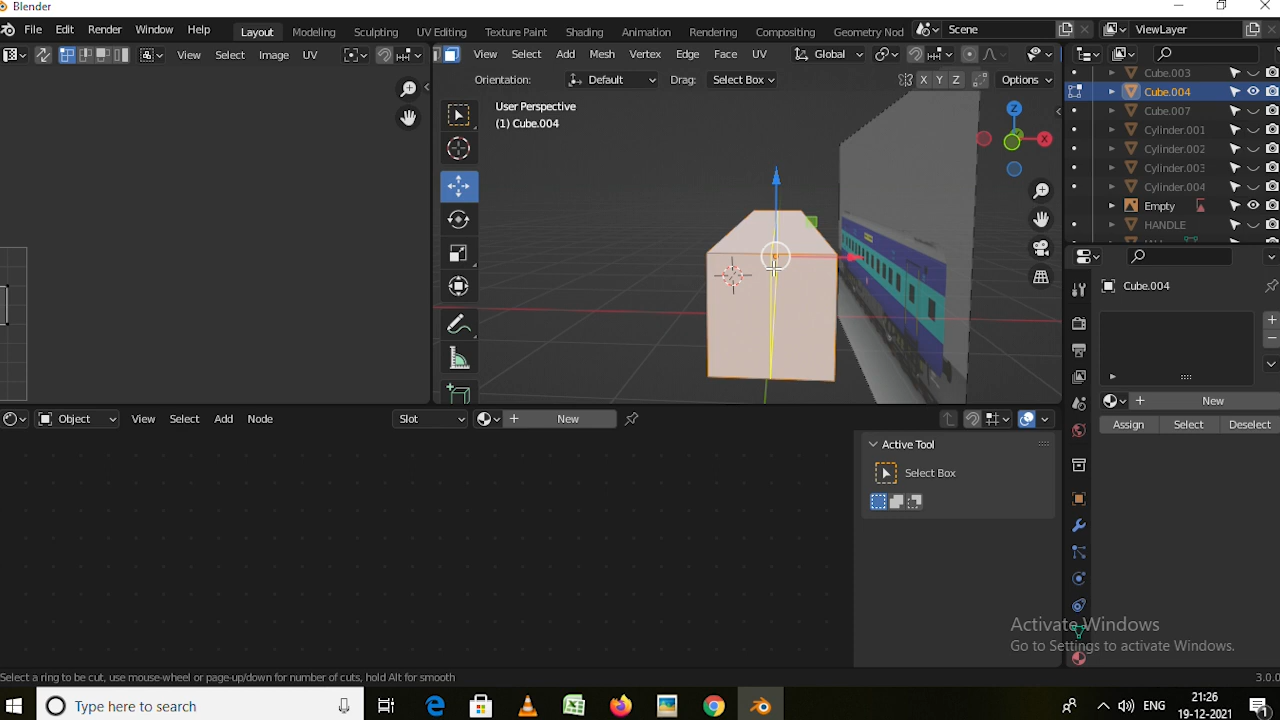 Blender
File Edit Render Window Help
Layout Modeling Sculpting UV Editing Texture Paint Shading Animation Rendering Compositing Geometry Nod
Scene ViewLayer
View Select Image UV
View Select Add Mesh Vertex Edge Face UV Global
Orientation: Default Drag: Select Box X Y Z Options
User Perspective
(1) Cube.004
Z
X
Cube.003
Cube.004
Cube.007
Cylinder.001
Cylinder.002
Cylinder.003
Cylinder.004
Empty
HANDLE
Cube.004
New
Assign Select Deselect
Object View Select Add Node Slot New
Active Tool
Select Box
Activate Windows
Go to Settings to activate Windows.
Select a ring to be cut, use mouse-wheel or page-up/down for number of cuts, hold Alt for smooth
3.0.0
Type here to search
ENG
21:26
19-12-2021
1